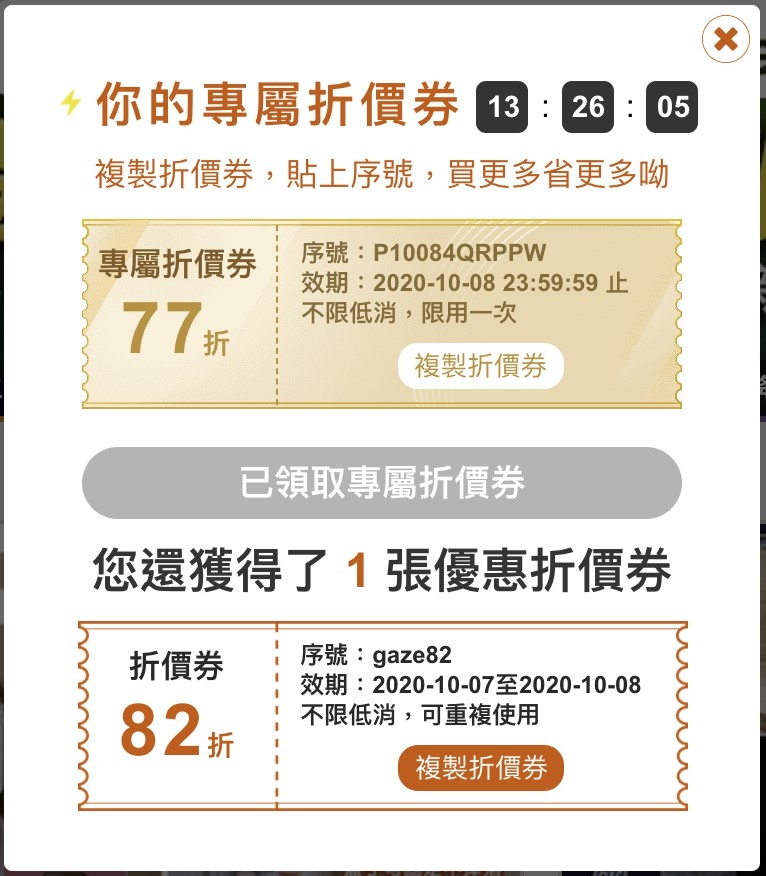 你的專屬折價券 13 : 26 : 05
複製折價券，貼上序號，買更多省更多呦
專屬折價券
77折
序號：P10084QRPPW
效期：2020-10-08 23:59:59 止
不限低消，限用一次
複製折價券
已領取專屬折價券
您還獲得了 1 張優惠折價券
折價券
82折
序號：gaze82
效期：2020-10-07至2020-10-08
不限低消，可重複使用
複製折價券